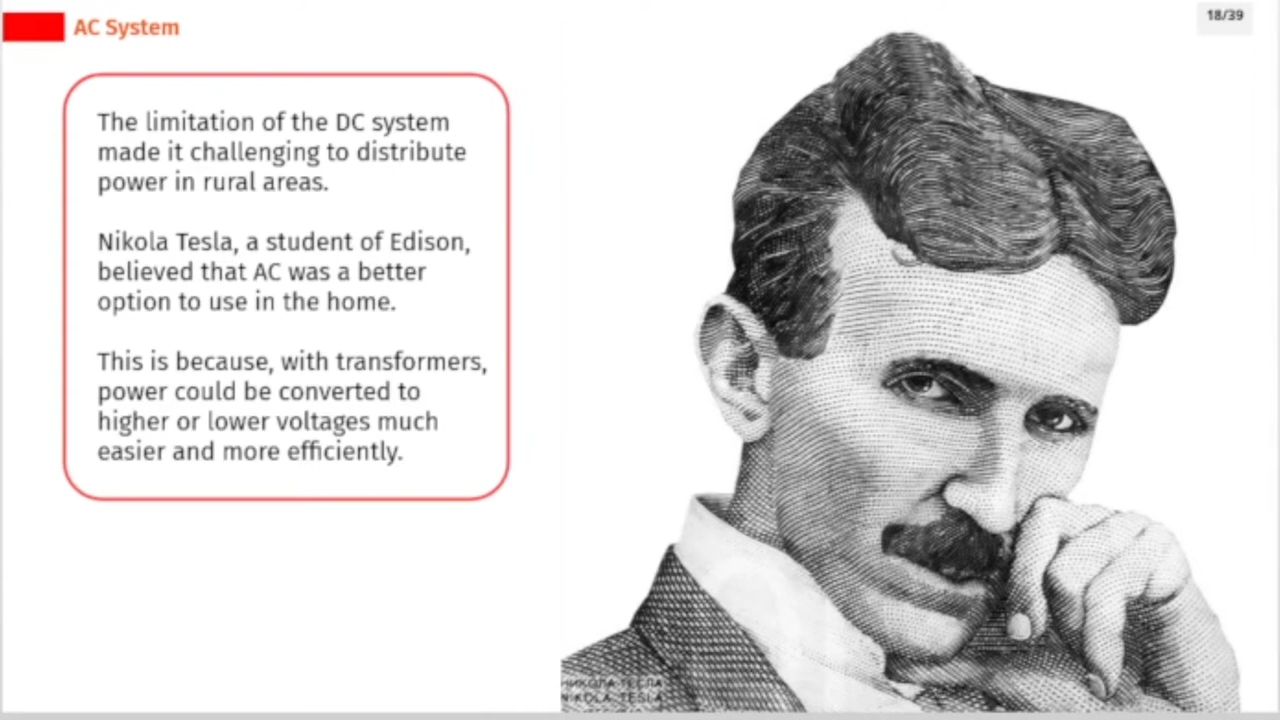 AC System
18/39
The limitation of the DC system
made it challenging to distribute
power in rural areas.
Nikola Tesla, a student of Edison,
believed that AC was a better
option to use in the home.
This is because, with transformers,
power could be converted to
higher or lower voltages much
easier and more efficiently.
НИКОЛА ТЕСЛА
NIKOLA TESLA